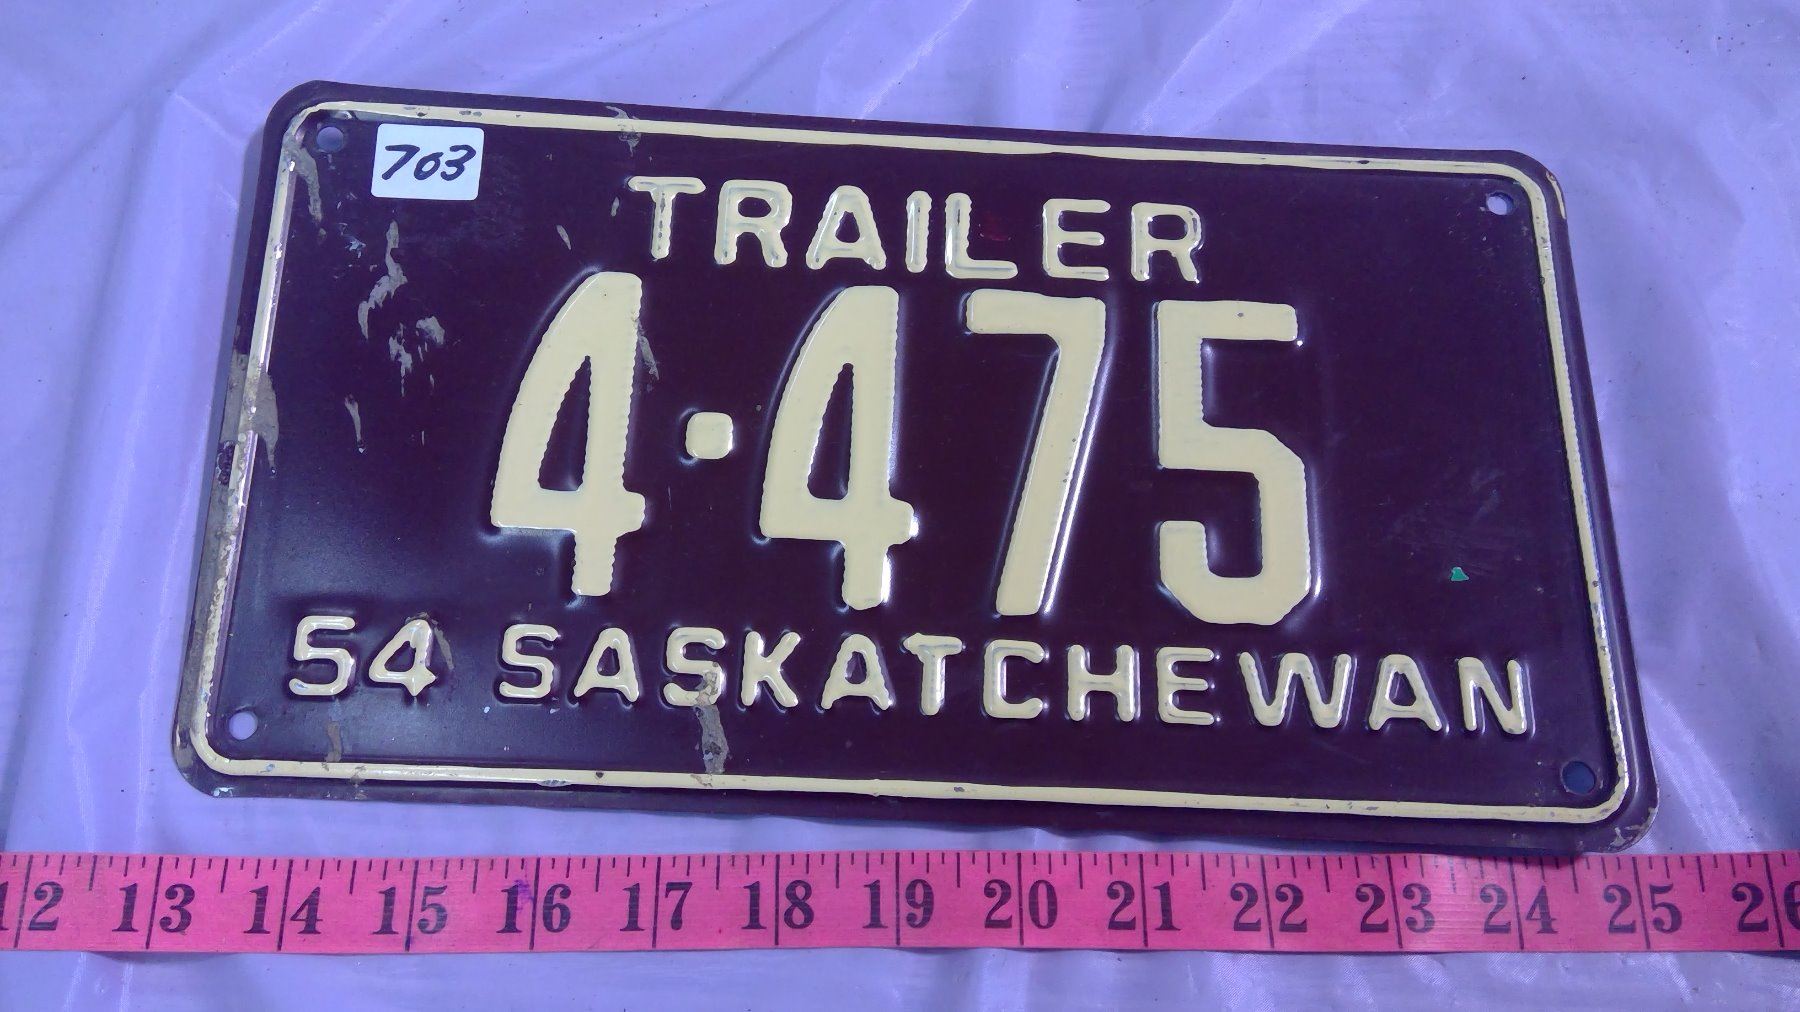 703
TRAILER
4·475
54 SASKATCHEWAN
12 13 14 15 16 17 18 19 20 21 22 23 24 25 26